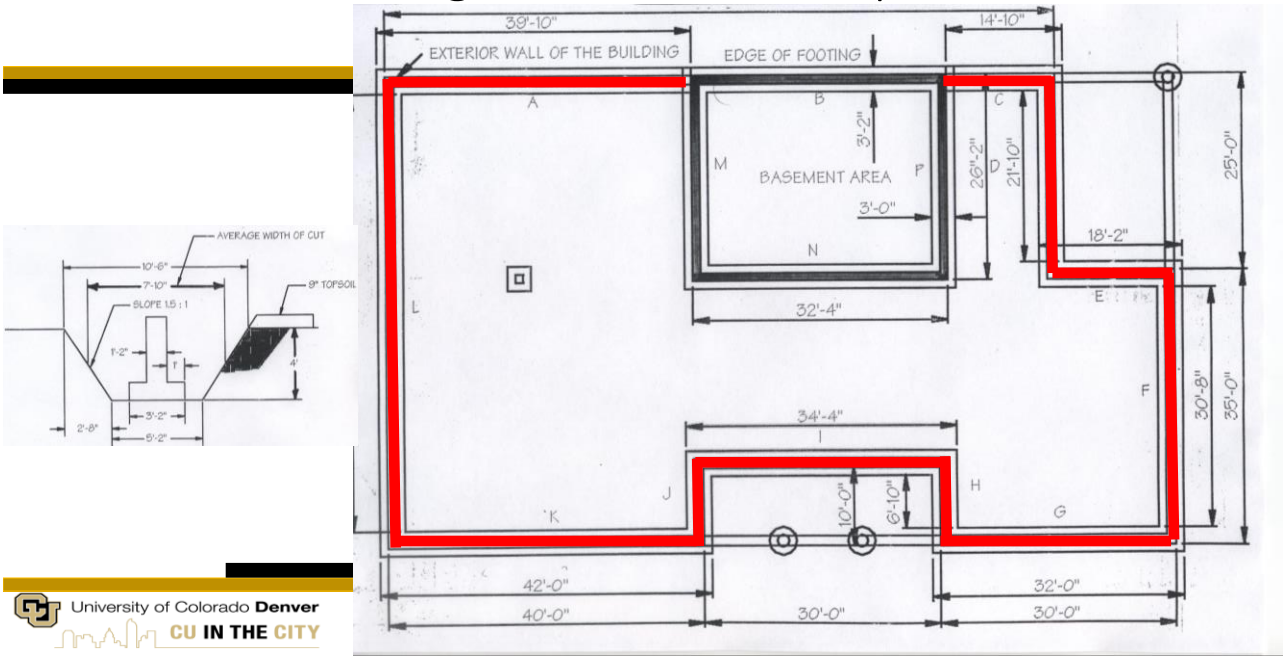 39'-10"
14'-10"
EXTERIOR WALL OF THE BUILDING
EDGE OF FOOTING
A
B
C
3'-2"
M
P
26'-2"
D
21'-10"
25'-0"
BASEMENT AREA
3'-0"
N
18'-2"
E
32'-4"
L
AVERAGE WIDTH OF CUT
10'-6"
7'-10"
9" TOPSOIL
SLOPE 1.5 : 1
1'-2"
1'
4'
3'-2"
2'-8"
5'-2"
F
30'-8"
35'-0"
34'-4"
I
J
H
10'-0"
6'-10"
K
G
42'-0"
32'-0"
40'-0"
30'-0"
30'-0"
University of Colorado Denver
CU IN THE CITY